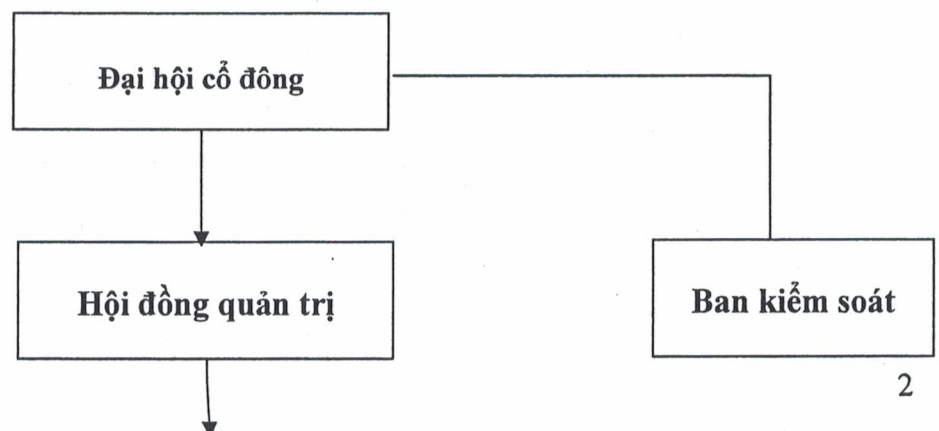 Đại hội cổ đông
Hội đồng quản trị
Ban kiểm soát
2